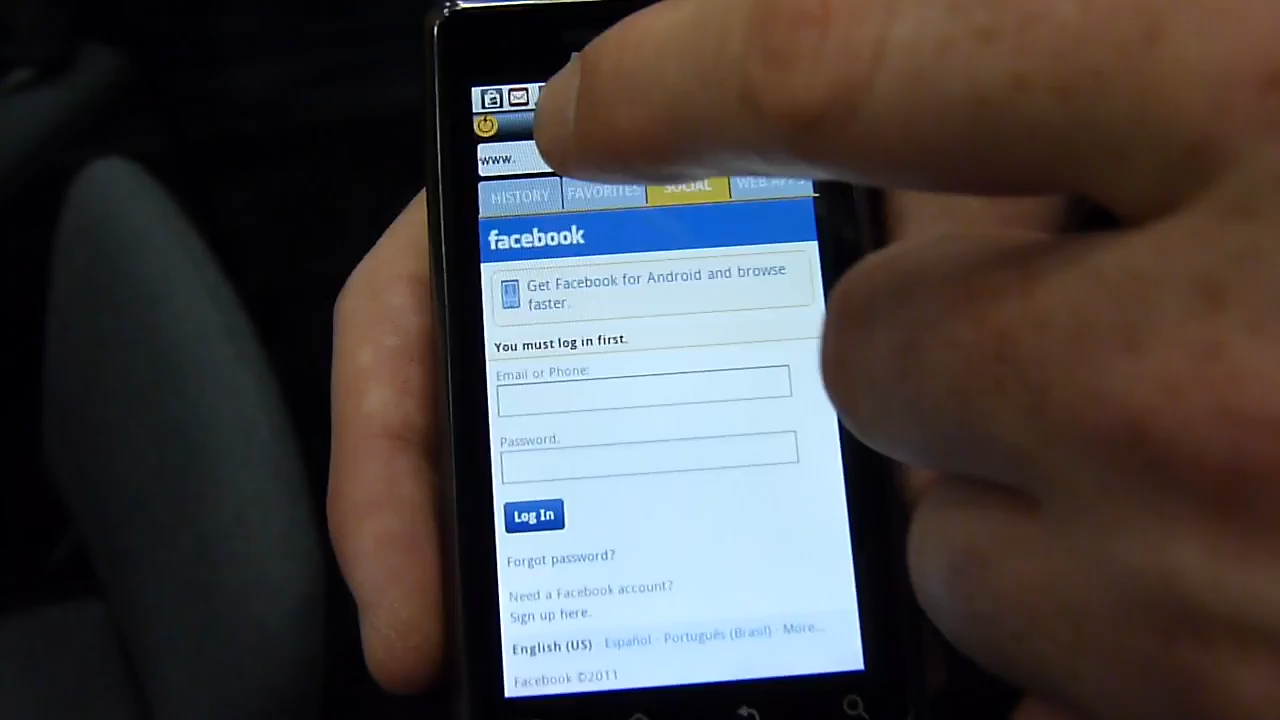 www.
HISTORY FAVORITES SOCIAL WEB APPS
facebook
Get Facebook for Android and browse
faster.
You must log in first.
Email or Phone:
Password:
Log In
Forgot password?
Need a Facebook account?
Sign up here.
English (US) · Español · Português (Brasil) · More...
Facebook ©2011